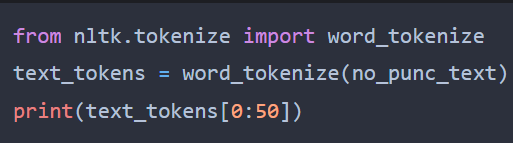 from nltk.tokenize import word_tokenize
text_tokens = word_tokenize(no_punc_text)
print(text_tokens[0:50])